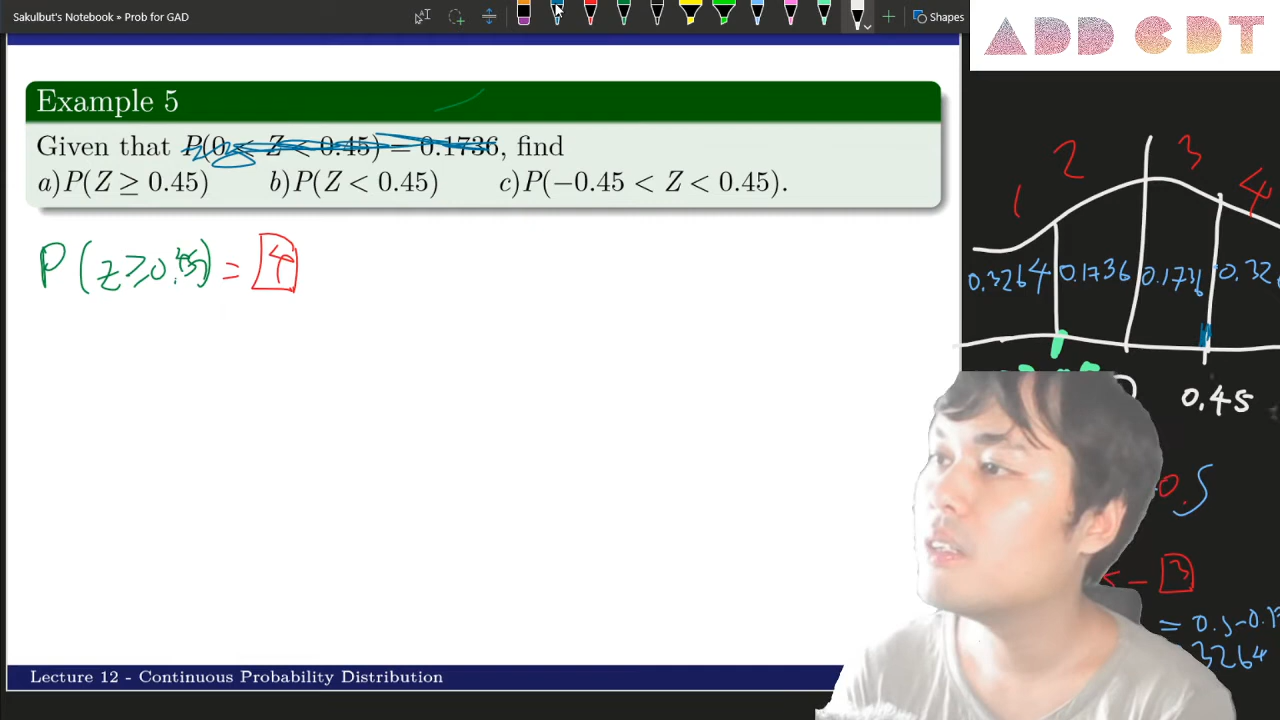 Sakulbut's Notebook » Prob for GAD
Shapes
ADD CDT
Example 5
Given that P(0 < Z < 0.45) = 0.1736, find
a)P(Z ≥ 0.45) b)P(Z < 0.45) c)P(−0.45 < Z < 0.45).
P(z≥0.45) = 4
1 2 3 4
0.3264 0.1736 0.1736 0.32
0.45
0.5
- 3
= 0.5-0.17
3264
Lecture 12 - Continuous Probability Distribution